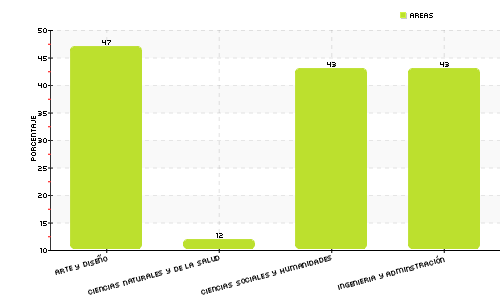 AREAS
PORCENTAJE
50
45
40
35
30
25
20
15
10
47
12
43
43
ARTE Y DISEÑO
CIENCIAS NATURALES Y DE LA SALUD
CIENCIAS SOCIALES Y HUMANIDADES
INGENIERIA Y ADMINSTRACIÓN